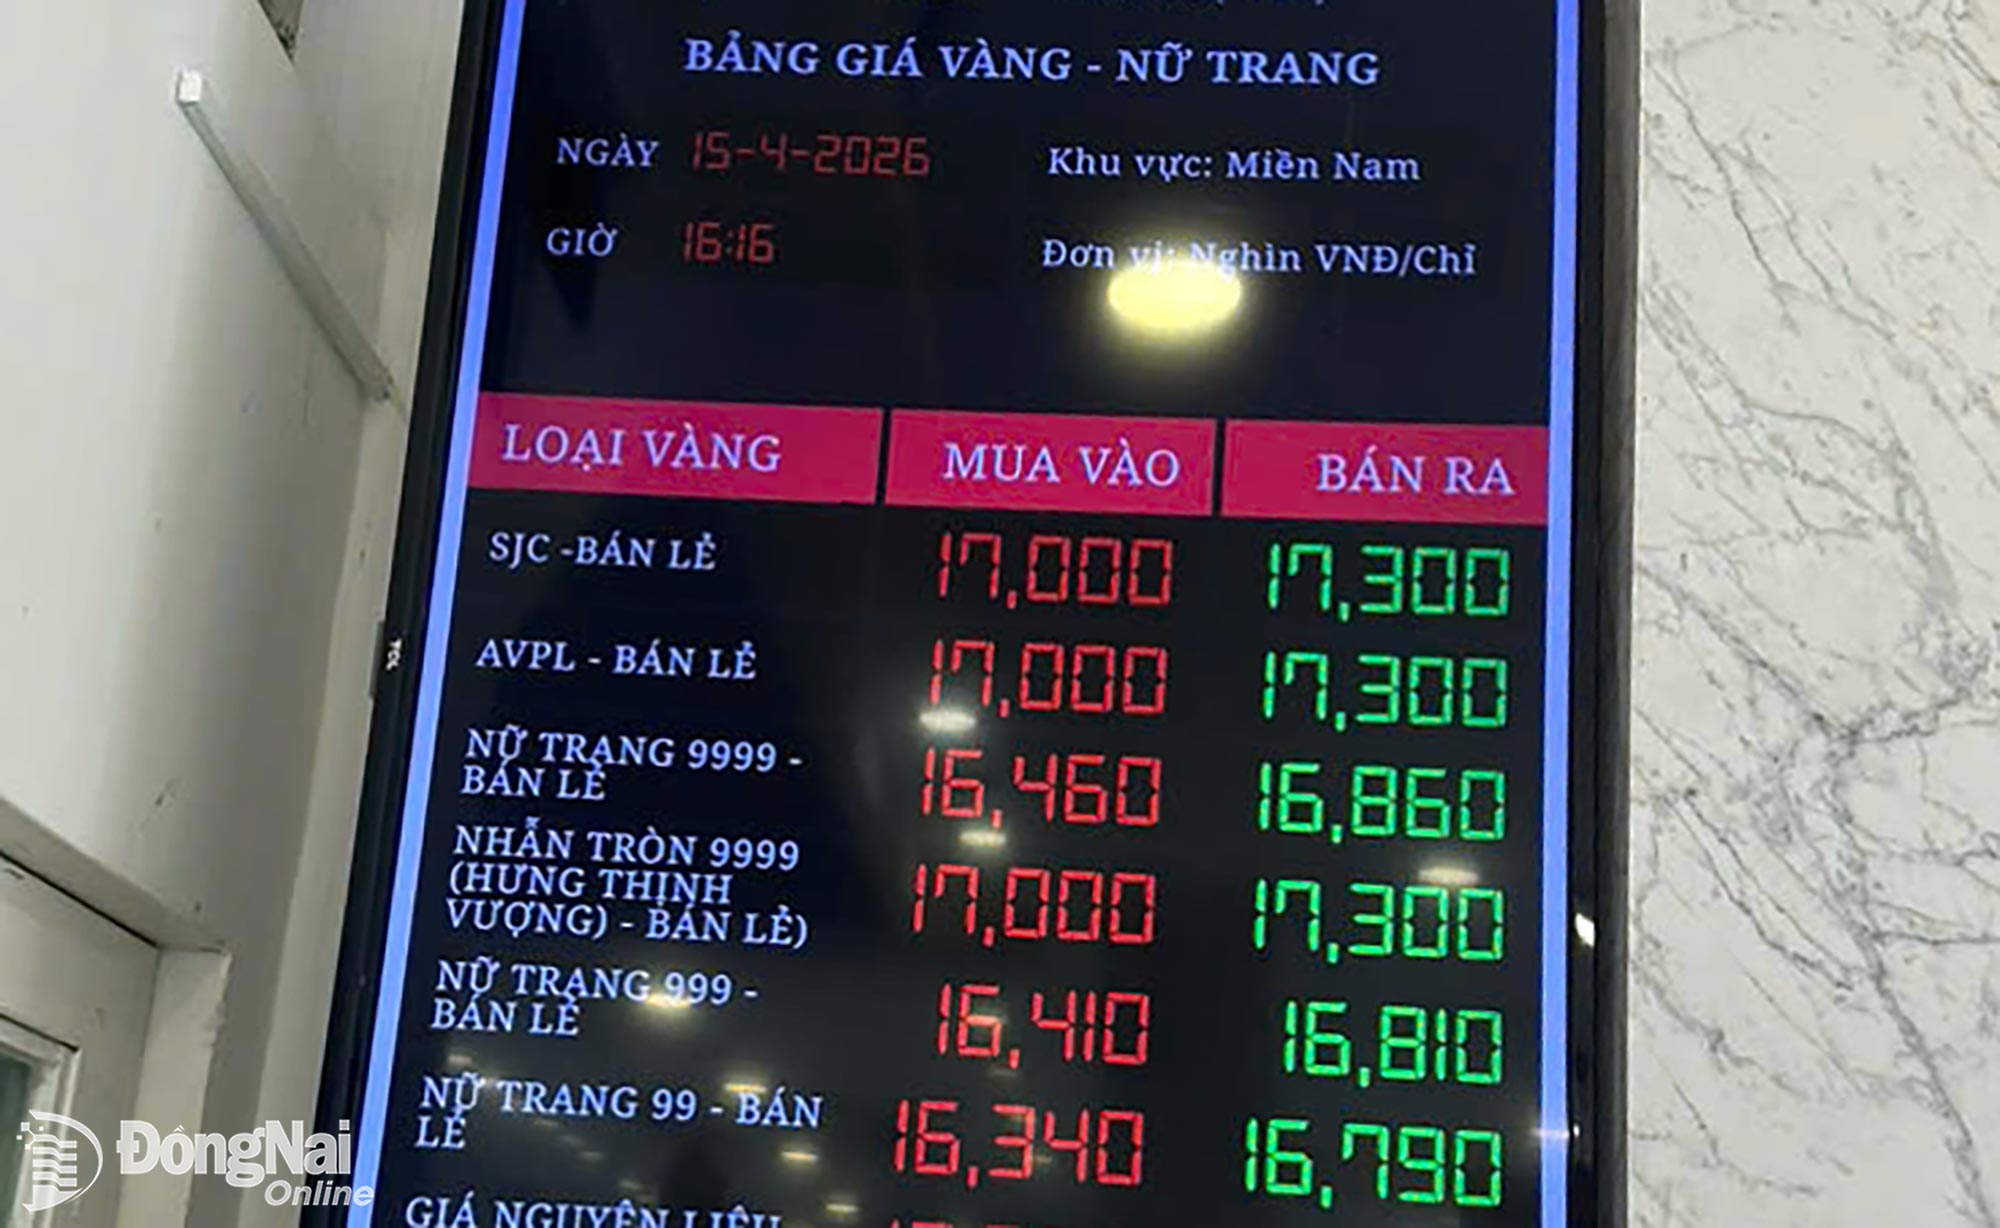 BẢNG GIÁ VÀNG - NỮ TRANG
NGÀY 15-4-2026 Khu vực: Miền Nam
GIỜ 16:16 Đơn vị: Nghìn VNĐ/Chỉ
LOẠI VÀNG MUA VÀO BÁN RA
SJC -BÁN LẺ 17,000 17,300
AVPL - BÁN LẺ 17,000 17,300
NỮ TRANG 9999 -
BÁN LẺ 16,460 16,860
NHẪN TRÒN 9999
(HƯNG THỊNH
VƯỢNG) - BÁN LẺ) 17,000 17,300
NỮ TRANG 999 -
BÁN LẺ 16,410 16,810
NỮ TRANG 99 - BÁN
LẺ 16,340 16,790
GIÁ NGUYÊN LIỆU
TCL
ĐồngNai
Online